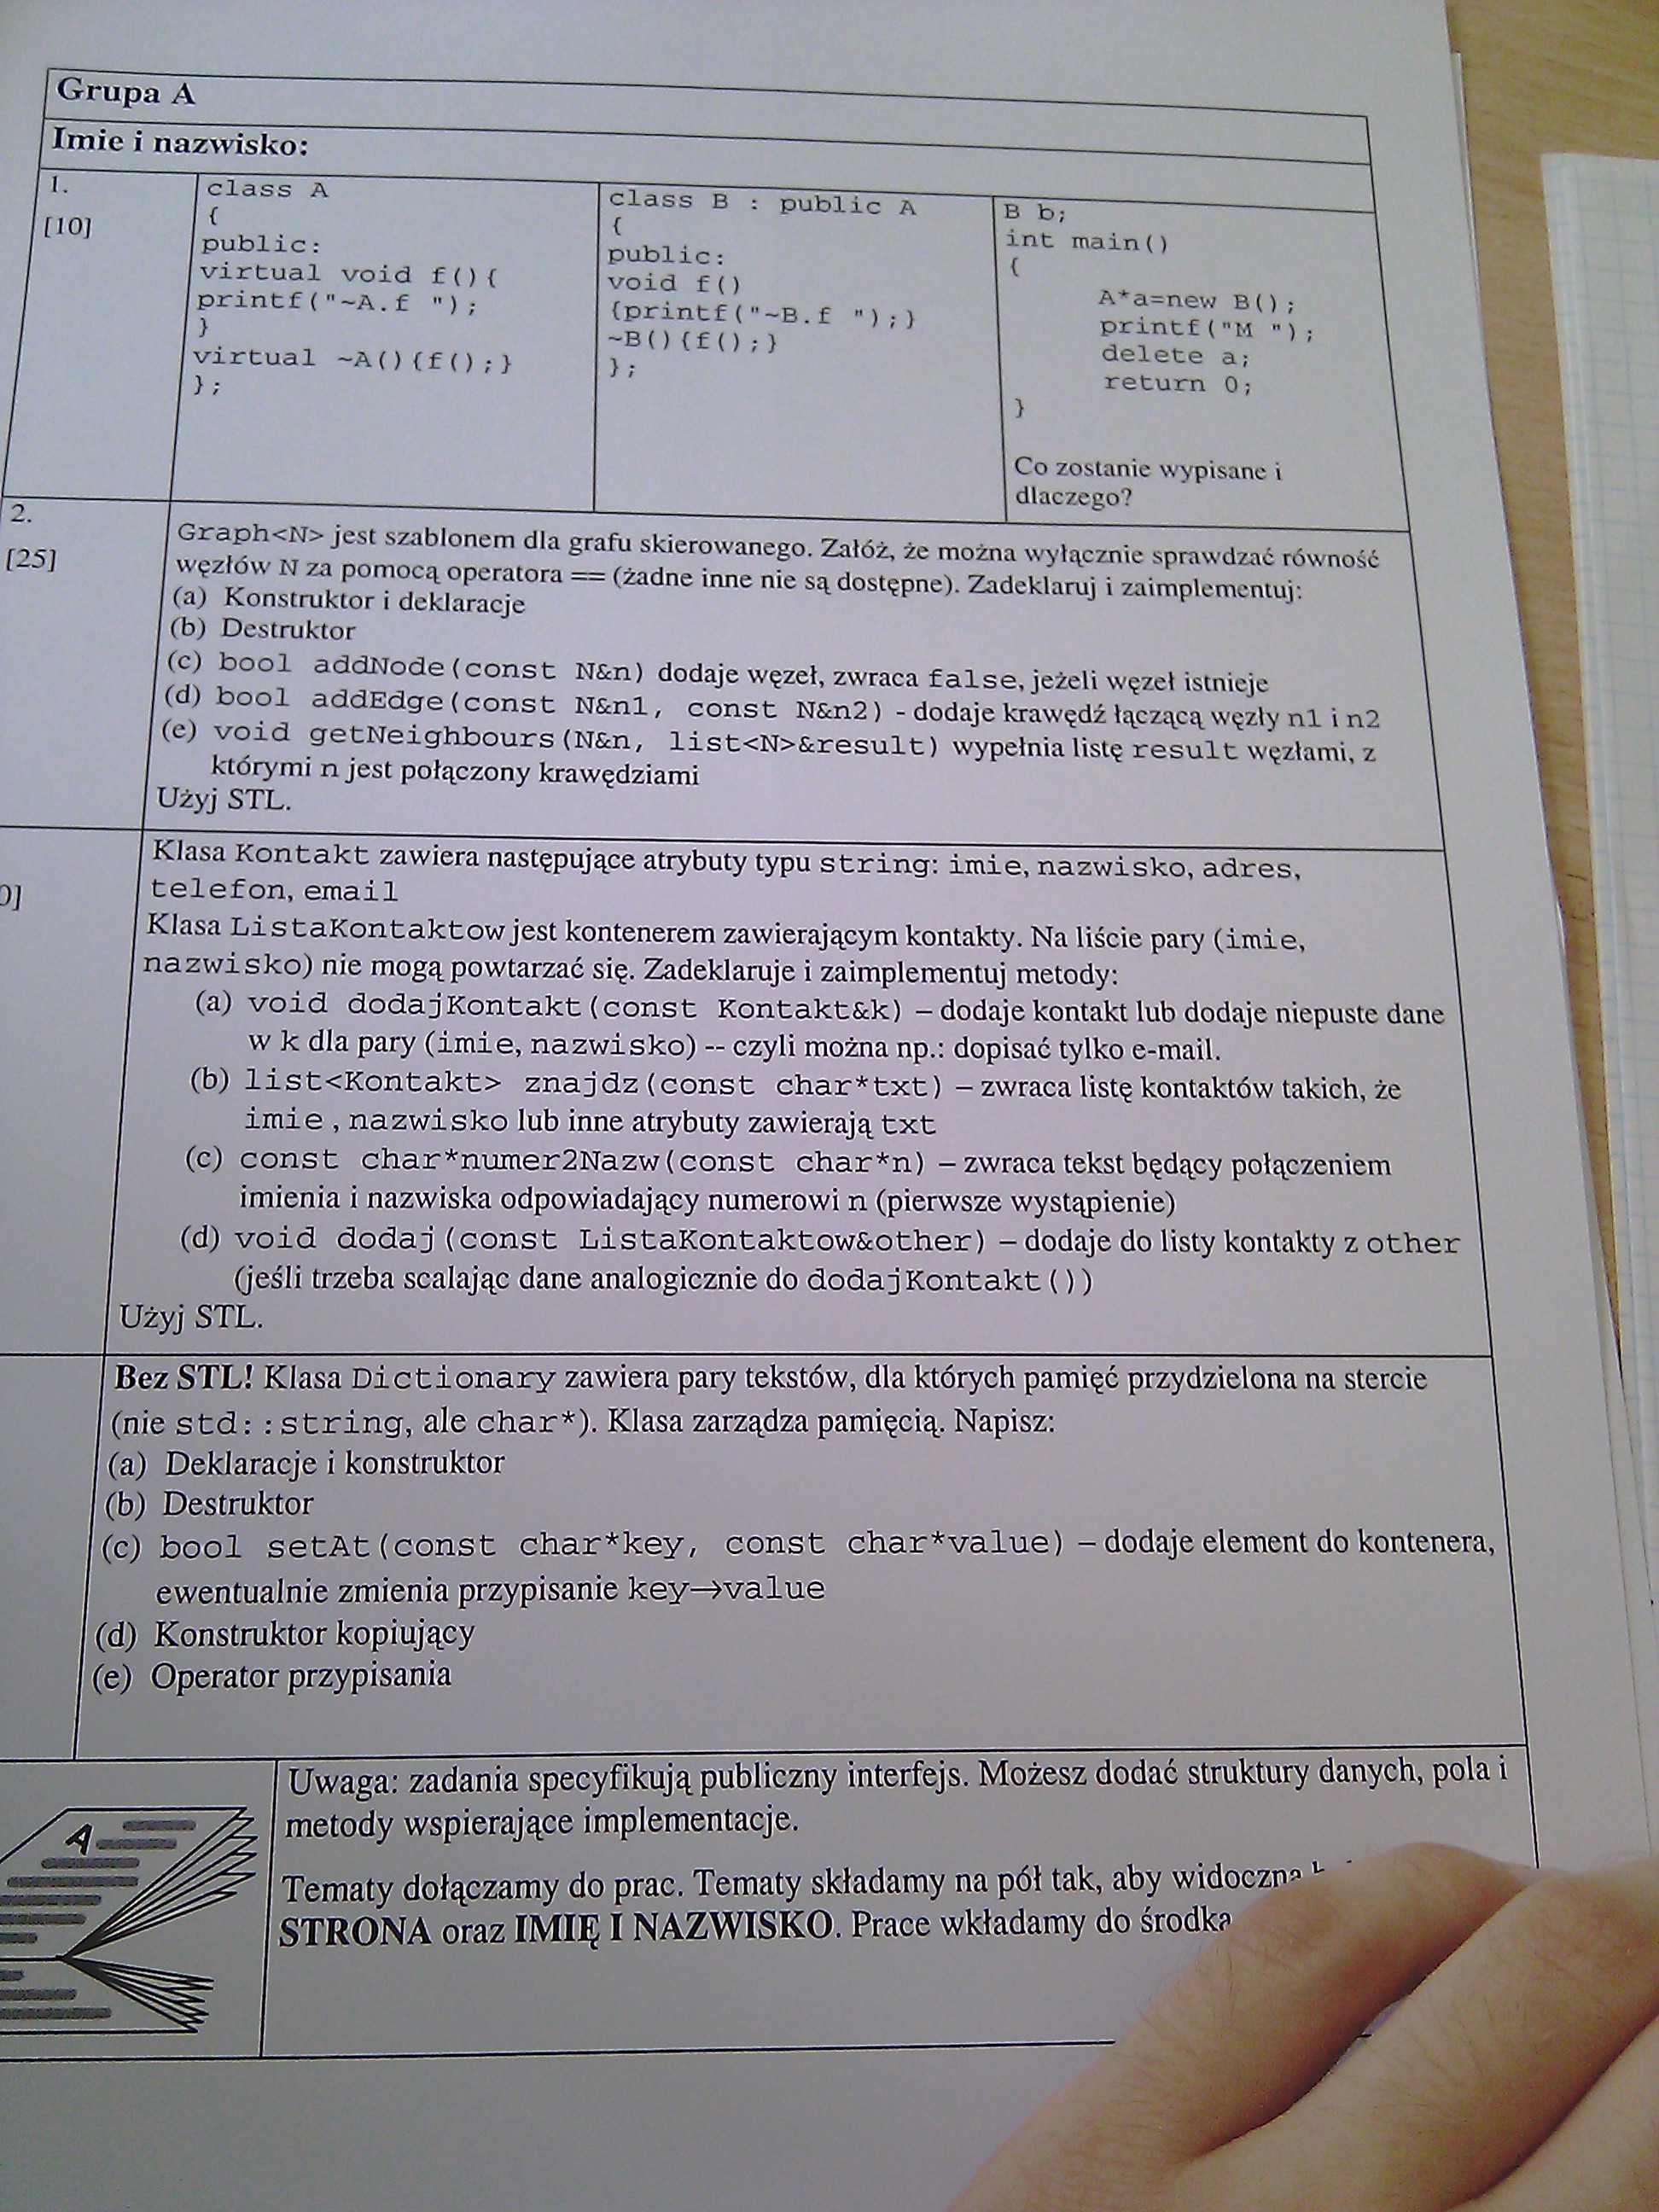 Grupa A
Imie i nazwisko:
1.
[10]
class A
{
public:
virtual void f(){
printf("~A.f ");
}
virtual ~A(){f();}
};
class B : public A
{
public:
void f()
{printf("~B.f ");}
~B(){f();}
};
B b;
int main()
{
A*a=new B();
printf("M ");
delete a;
return 0;
}
Co zostanie wypisane i
dlaczego?
2.
[25]
Graph<N> jest szablonem dla grafu skierowanego. Załóż, że można wyłącznie sprawdzać równość
węzłów N za pomocą operatora == (żadne inne nie są dostępne). Zadeklaruj i zaimplementuj:
(a) Konstruktor i deklaracje
(b) Destruktor
(c) bool addNode(const N&n) dodaje węzeł, zwraca false, jeżeli węzeł istnieje
(d) bool addEdge(const N&n1, const N&n2) - dodaje krawędź łączącą węzły n1 i n2
(e) void getNeighbours(N&n, list<N>&result) wypełnia listę result węzłami, z
którymi n jest połączony krawędziami
Użyj STL.
0]
Klasa Kontakt zawiera następujące atrybuty typu string: imie, nazwisko, adres,
telefon, email
Klasa ListaKontaktow jest kontenerem zawierającym kontakty. Na liście pary (imie,
nazwisko) nie mogą powtarzać się. Zadeklaruje i zaimplementuj metody:
(a) void dodajKontakt(const Kontakt&k) – dodaje kontakt lub dodaje niepuste dane
w k dla pary (imie, nazwisko) -- czyli można np.: dopisać tylko e-mail.
(b) list<Kontakt> znajdz(const char*txt) – zwraca listę kontaktów takich, że
imie , nazwisko lub inne atrybuty zawierają txt
(c) const char*numer2Nazw(const char*n) – zwraca tekst będący połączeniem
imienia i nazwiska odpowiadający numerowi n (pierwsze wystąpienie)
(d) void dodaj(const ListaKontaktow&other) – dodaje do listy kontakty z other
(jeśli trzeba scalając dane analogicznie do dodajKontakt())
Użyj STL.
Bez STL! Klasa Dictionary zawiera pary tekstów, dla których pamięć przydzielona na stercie
(nie std::string, ale char*). Klasa zarządza pamięcią. Napisz:
(a) Deklaracje i konstruktor
(b) Destruktor
(c) bool setAt(const char*key, const char*value) – dodaje element do kontenera,
ewentualnie zmienia przypisanie key→value
(d) Konstruktor kopiujący
(e) Operator przypisania
A
Uwaga: zadania specyfikują publiczny interfejs. Możesz dodać struktury danych, pola i
metody wspierające implementacje.
Tematy dołączamy do prac. Tematy składamy na pół tak, aby widoczna
STRONA oraz IMIĘ I NAZWISKO. Prace wkładamy do środka